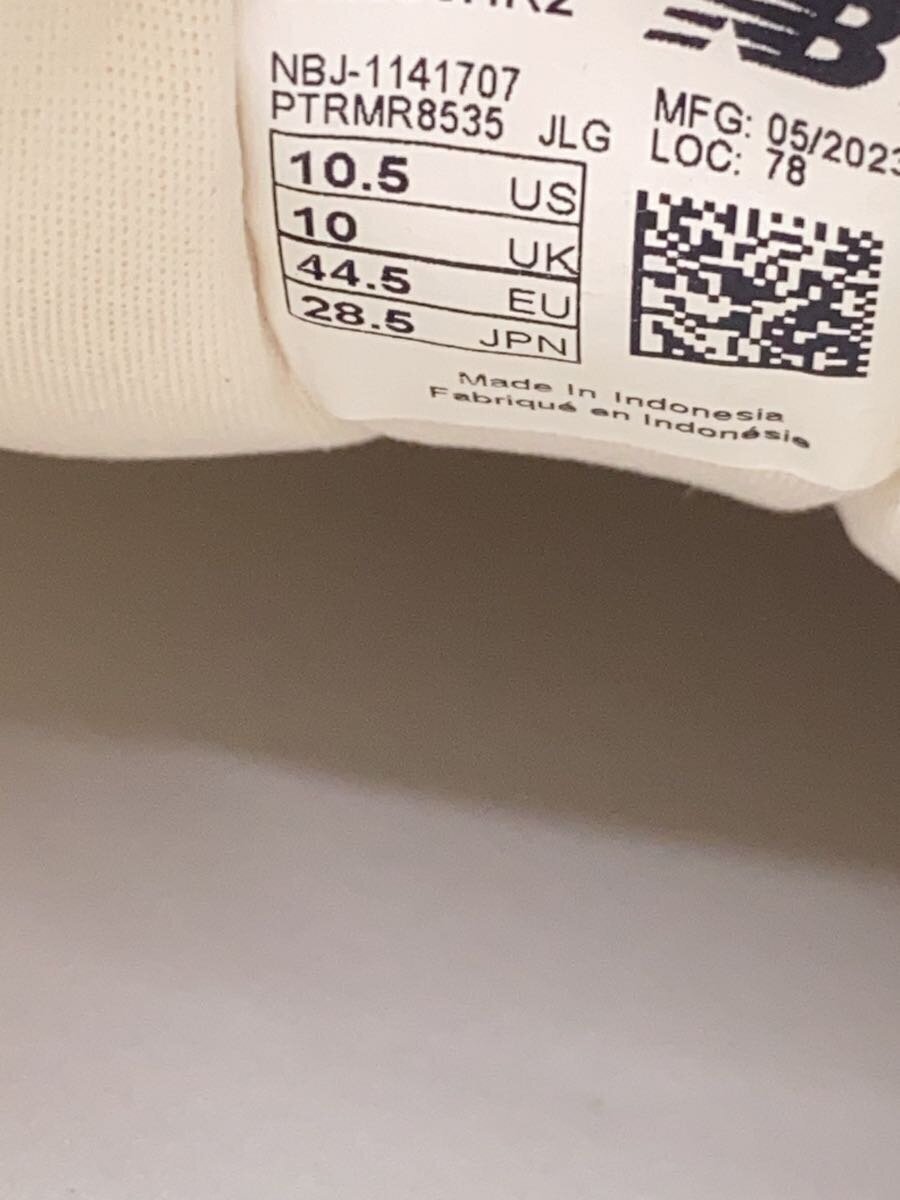 NBJ-1141707
PTRMR8535 JLG
10.5 US
10 UK
44.5 EU
28.5 JPN
MFG: 05/2023
LOC: 78
Made In Indonesia
Fabriqué en Indonésie